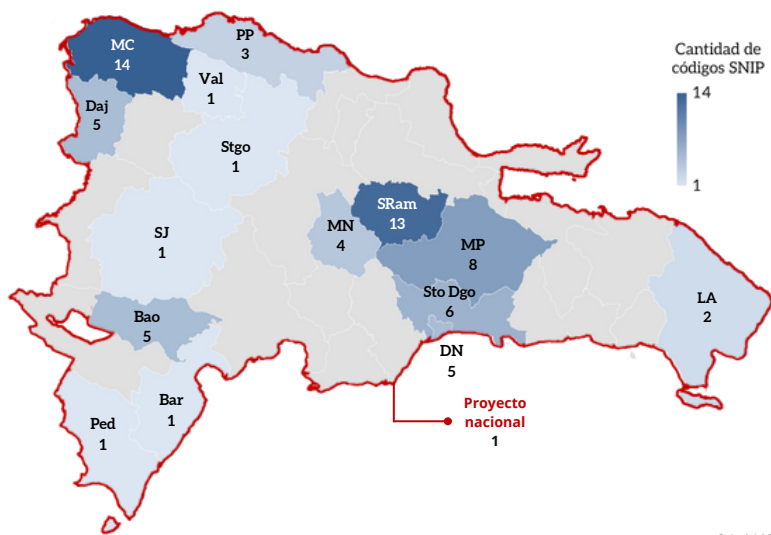 MC
14
PP
3
Cantidad de
códigos SNIP
14
1
Val
1
Daj
5
Stgo
1
SRam
13
MN
4
MP
8
SJ
1
Sto Dgo
6
LA
2
Bao
5
DN
5
Bar
1
Ped
1
Proyecto
nacional
1